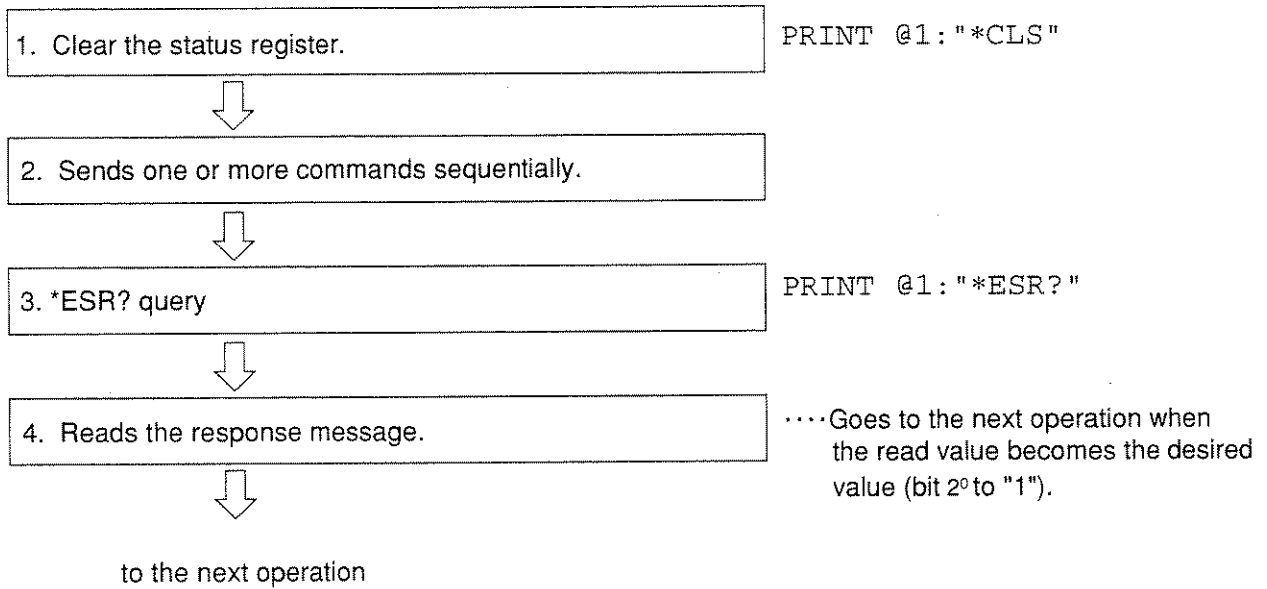 1. Clear the status register.
PRINT @1:"*CLS"
2. Sends one or more commands sequentially.
3. *ESR? query
PRINT @1:"*ESR?"
4. Reads the response message.
····Goes to the next operation when
the read value becomes the desired
value (bit 2⁰ to "1").
to the next operation